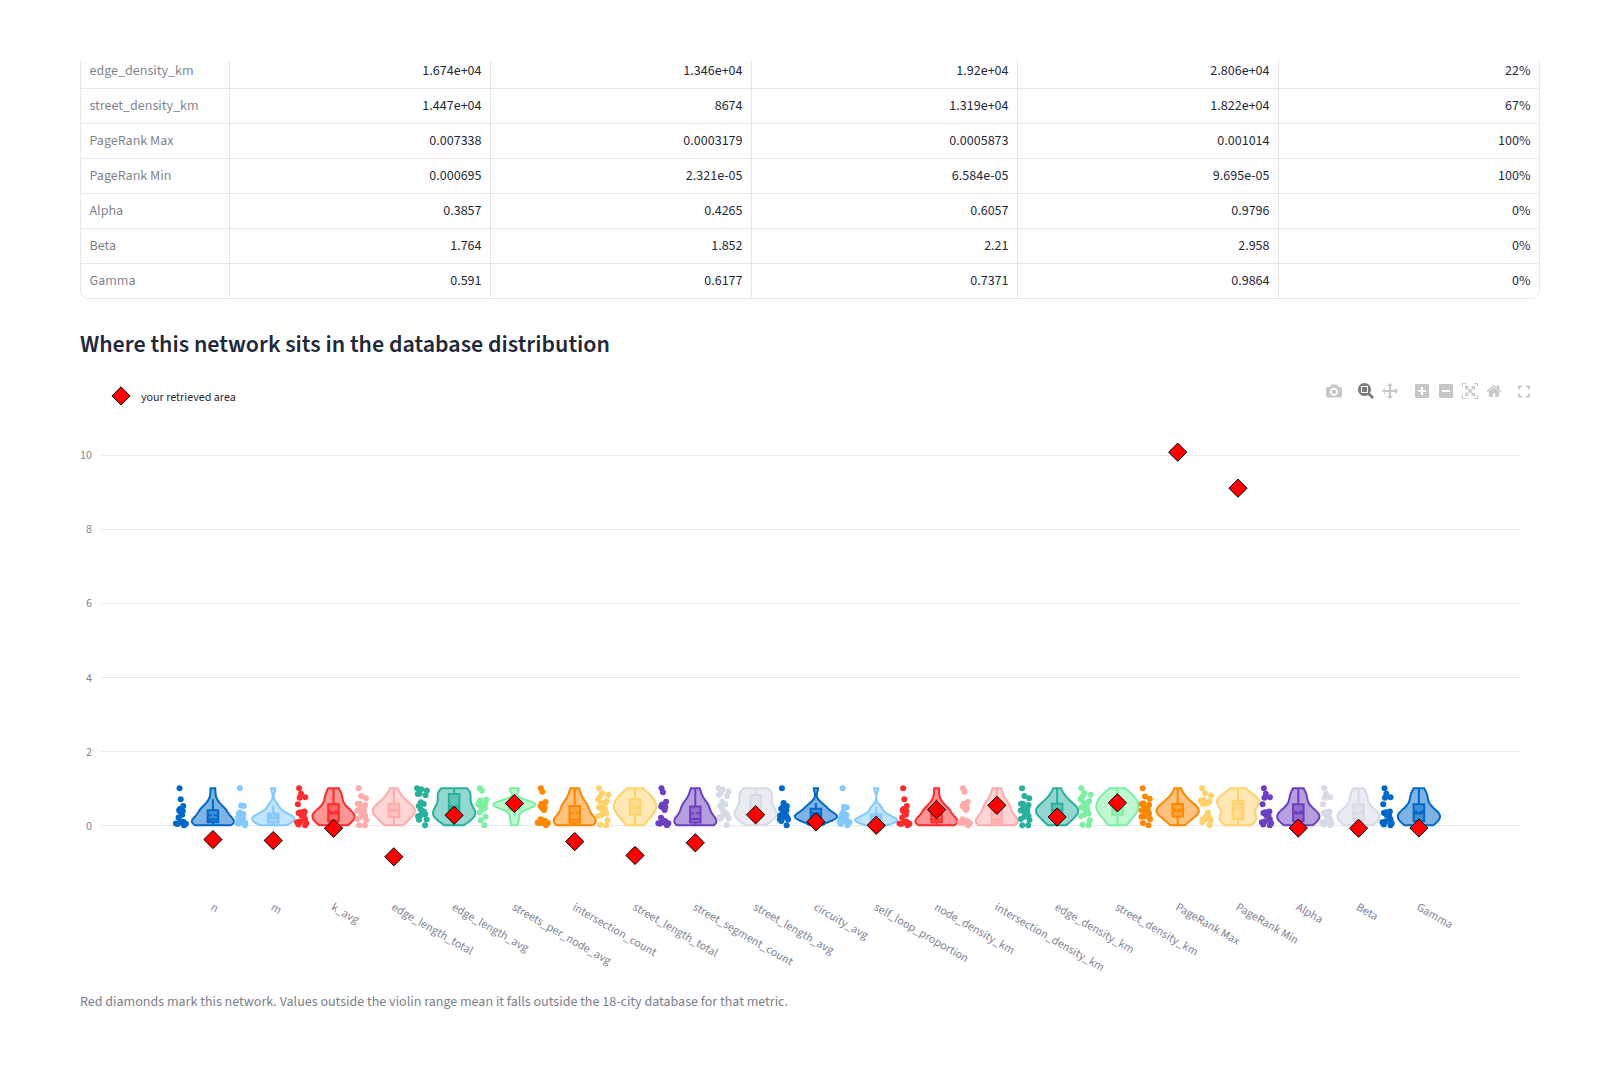 edge_density_km 1.674e+04 1.346e+04 1.92e+04 2.806e+04 22%
street_density_km 1.447e+04 8674 1.319e+04 1.822e+04 67%
PageRank Max 0.007338 0.0003179 0.0005873 0.001014 100%
PageRank Min 0.000695 2.321e-05 6.584e-05 9.695e-05 100%
Alpha 0.3857 0.4265 0.6057 0.9796 0%
Beta 1.764 1.852 2.21 2.958 0%
Gamma 0.591 0.6177 0.7371 0.9864 0%
Where this network sits in the database distribution
your retrieved area
10
8
6
4
2
0
n
m
k_avg
edge_length_total
edge_length_avg
streets_per_node_avg
intersection_count
street_length_total
street_segment_count
street_length_avg
circuity_avg
self_loop_proportion
node_density_km
intersection_density_km
edge_density_km
street_density_km
PageRank Max
PageRank Min
Alpha
Beta
Gamma
Red diamonds mark this network. Values outside the violin range mean it falls outside the 18-city database for that metric.